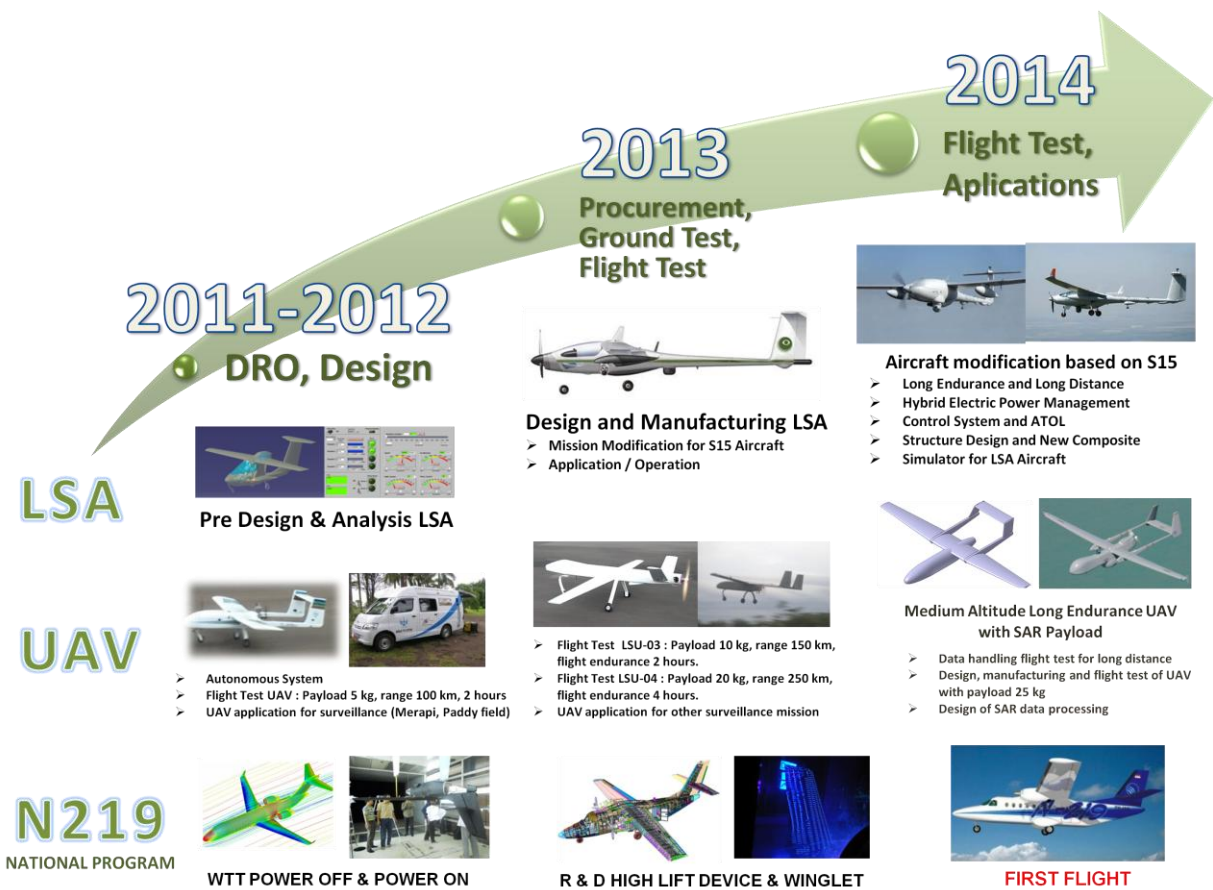 2014
Flight Test,
Aplications
2013
Procurement,
Ground Test,
Flight Test
2011-2012
DRO, Design
LSA
Pre Design & Analysis LSA
Design and Manufacturing LSA
➢ Mission Modification for S15 Aircraft
➢ Application / Operation
Aircraft modification based on S15
➢ Long Endurance and Long Distance
➢ Hybrid Electric Power Management
➢ Control System and ATOL
➢ Structure Design and New Composite
➢ Simulator for LSA Aircraft
UAV
➢ Autonomous System
➢ Flight Test UAV : Payload 5 kg, range 100 km, 2 hours
➢ UAV application for surveillance (Merapi, Paddy field)
➢ Flight Test  LSU-03 : Payload 10 kg, range 150 km,
flight endurance 2 hours.
➢ Flight Test LSU-04 : Payload 20 kg, range 250 km,
flight endurance 4 hours.
➢ UAV application for other surveillance mission
Medium Altitude Long Endurance UAV
with SAR Payload
➢ Data handling flight test for long distance
➢ Design, manufacturing and flight test of UAV
with payload 25 kg
➢ Design of SAR data processing
N219
NATIONAL PROGRAM
WTT POWER OFF & POWER ON
R & D HIGH LIFT DEVICE & WINGLET
FIRST FLIGHT